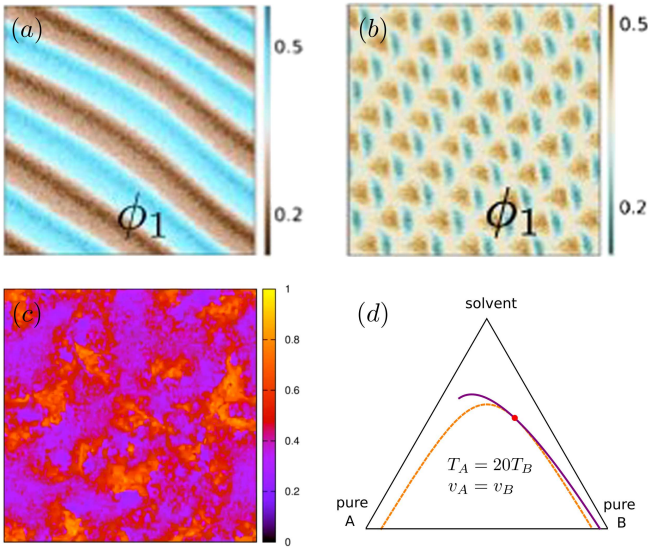 (a)
0.5
0.2
ϕ₁
(b)
0.5
0.2
ϕ₁
(c)
1
0.8
0.6
0.4
0.2
0
(d)
solvent
T_A = 20T_B
v_A = v_B
pure
A
pure
B